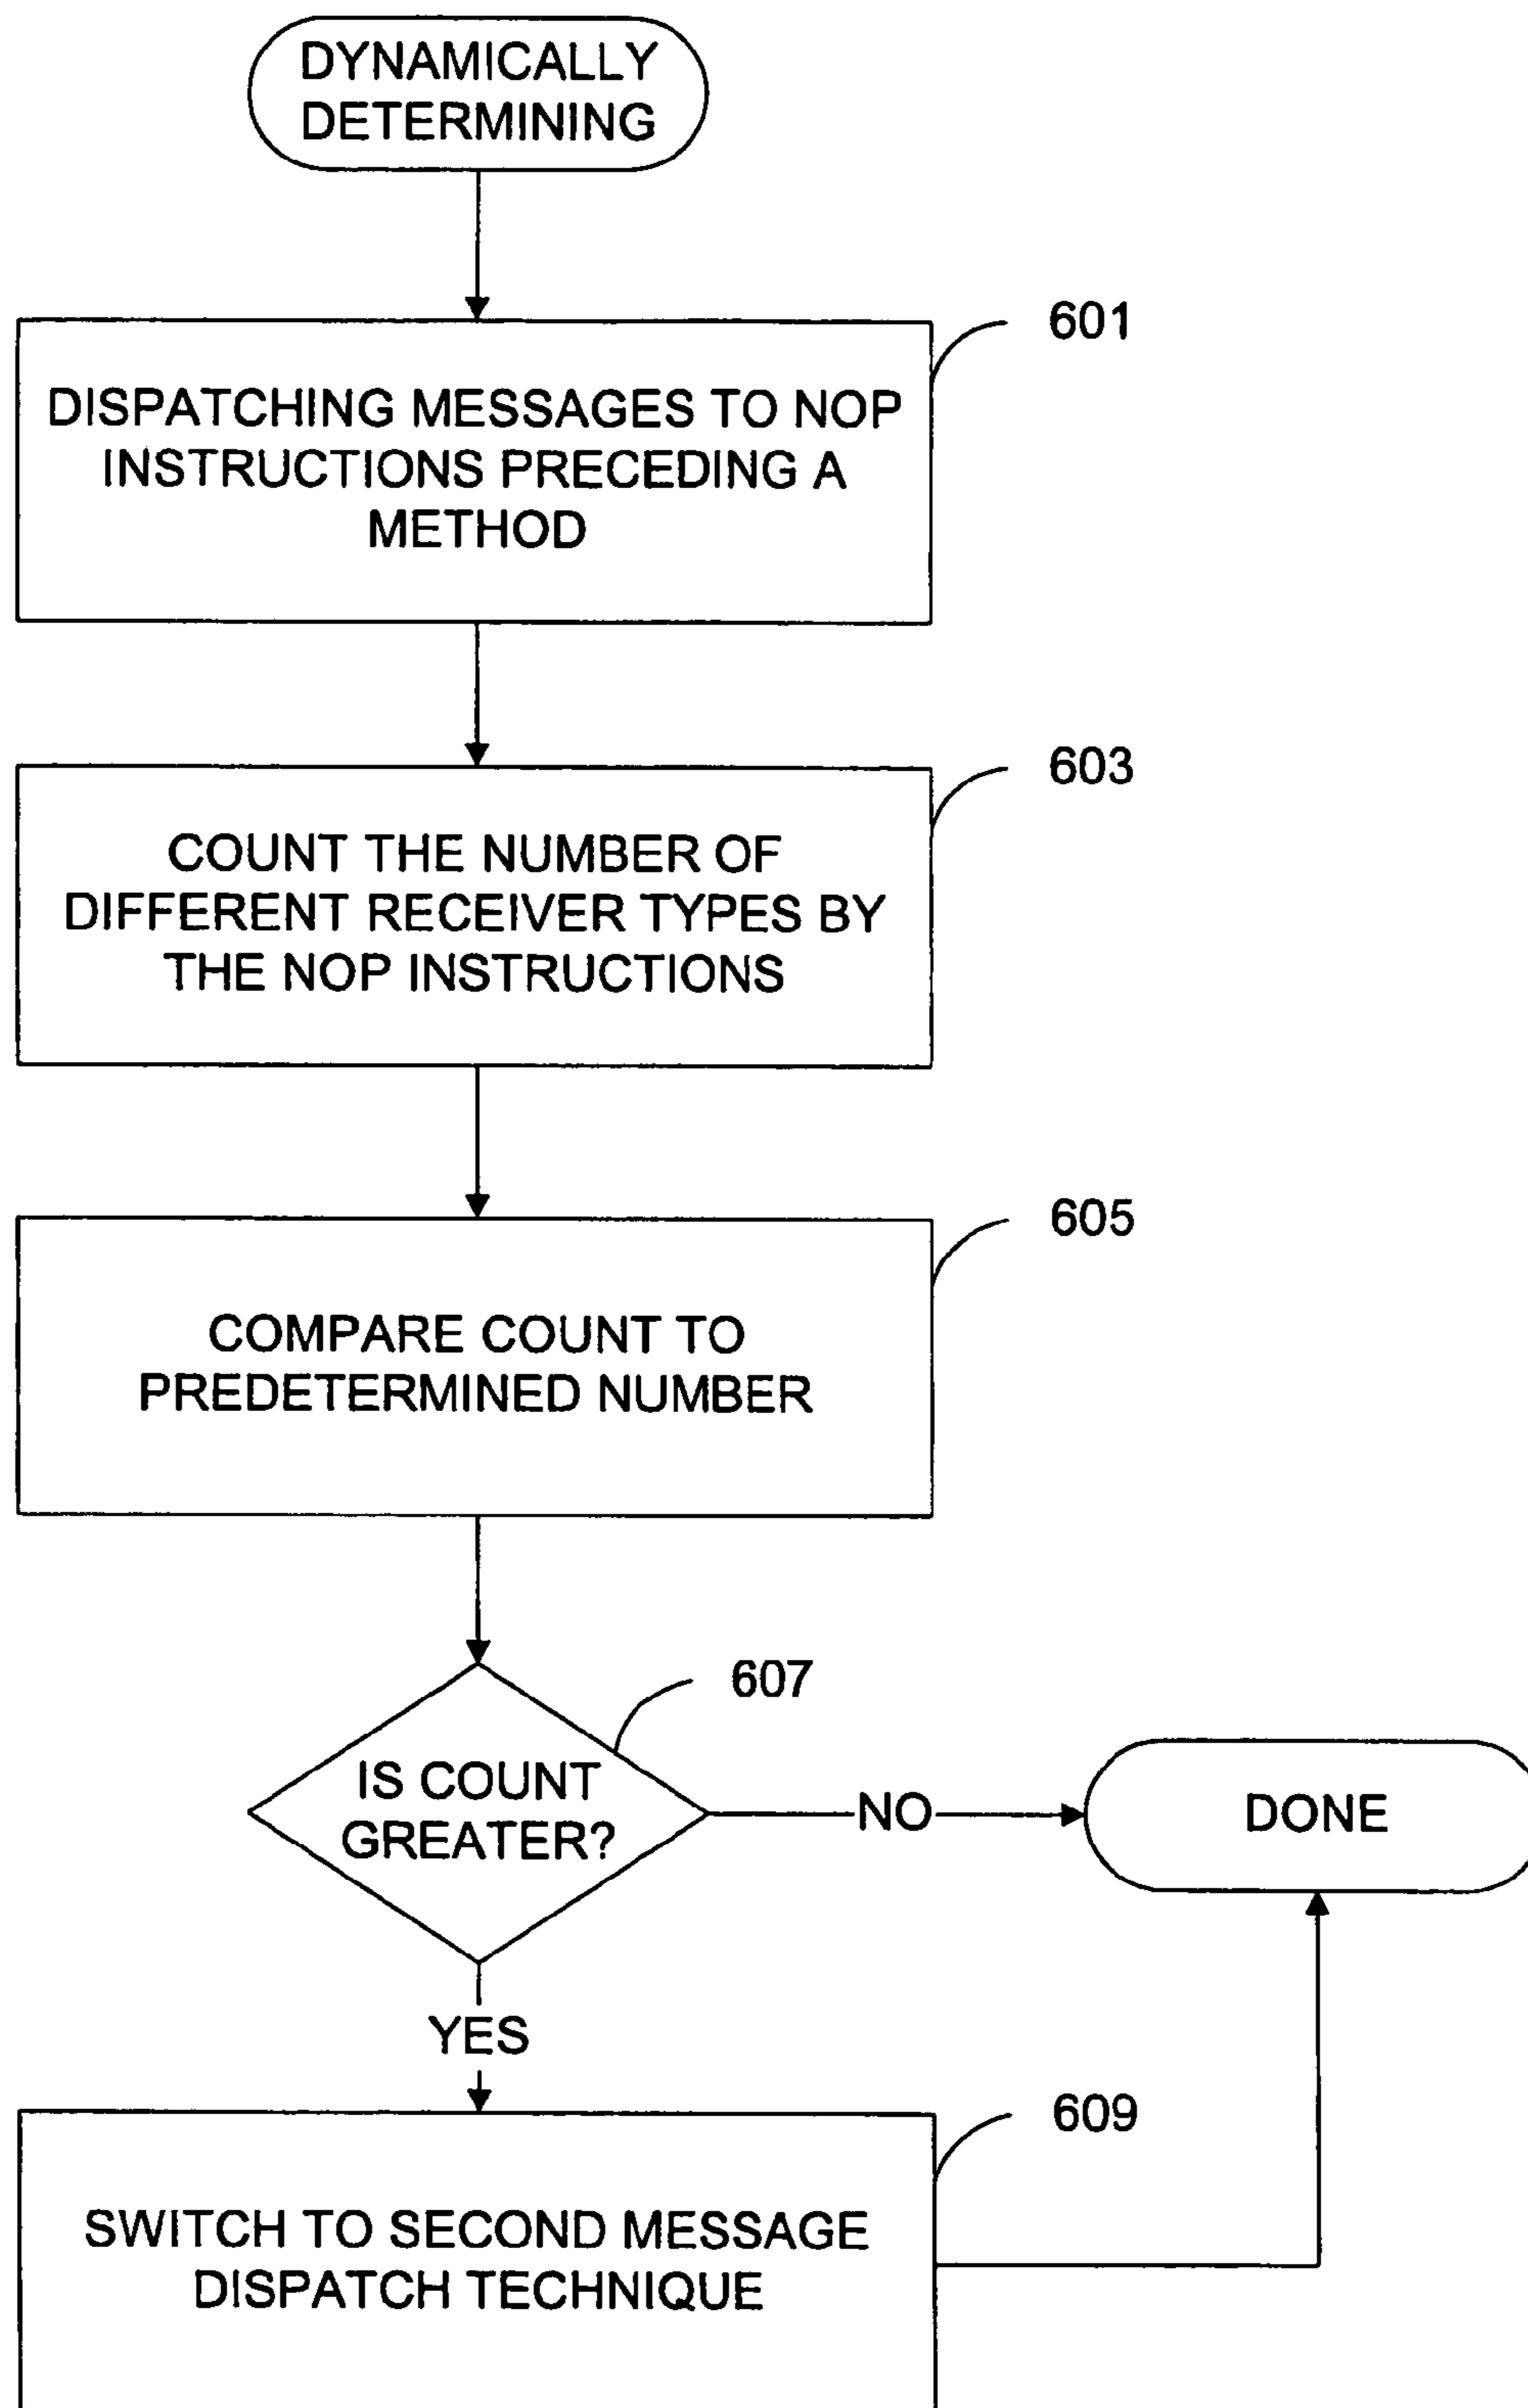 DYNAMICALLY
DETERMINING
601
DISPATCHING MESSAGES TO NOP
INSTRUCTIONS PRECEDING A
METHOD
603
COUNT THE NUMBER OF
DIFFERENT RECEIVER TYPES BY
THE NOP INSTRUCTIONS
605
COMPARE COUNT TO
PREDETERMINED NUMBER
607
IS COUNT
GREATER?
NO
DONE
YES
609
SWITCH TO SECOND MESSAGE
DISPATCH TECHNIQUE